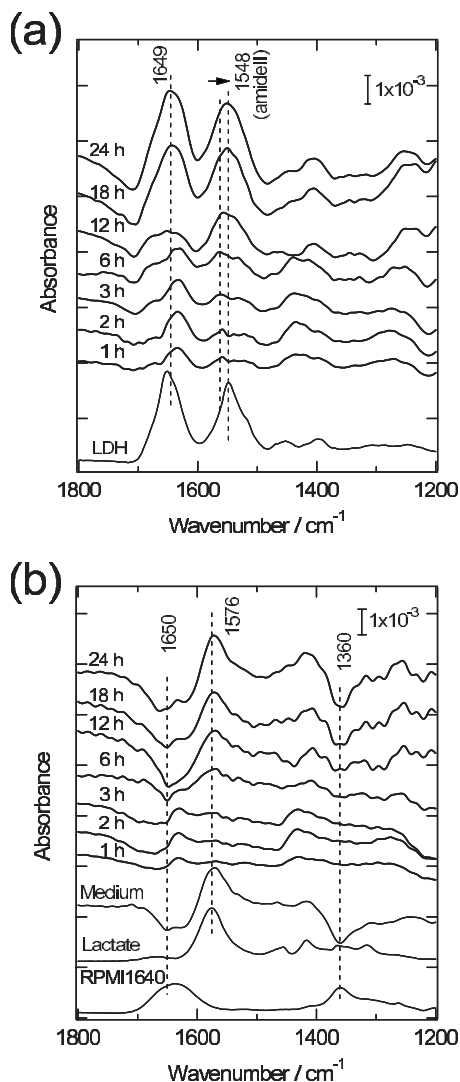 (a)
1649
1548
(amideII)
1x10-3
24 h
18 h
12 h
6 h
3 h
2 h
1 h
LDH
Absorbance
1800
1600
1400
1200
Wavenumber / cm-1
(b)
1650
1576
1360
1x10-3
24 h
18 h
12 h
6 h
3 h
2 h
1 h
Medium
Lactate
RPMI1640
Absorbance
1800
1600
1400
1200
Wavenumber / cm-1